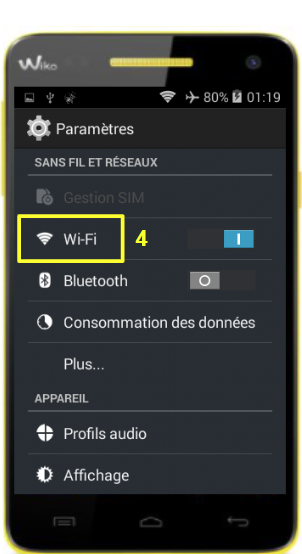 Wiko
80% 01:19
Paramètres
SANS FIL ET RÉSEAUX
Gestion SIM
Wi-Fi 4
Bluetooth
Consommation des données
Plus...
APPAREIL
Profils audio
Affichage